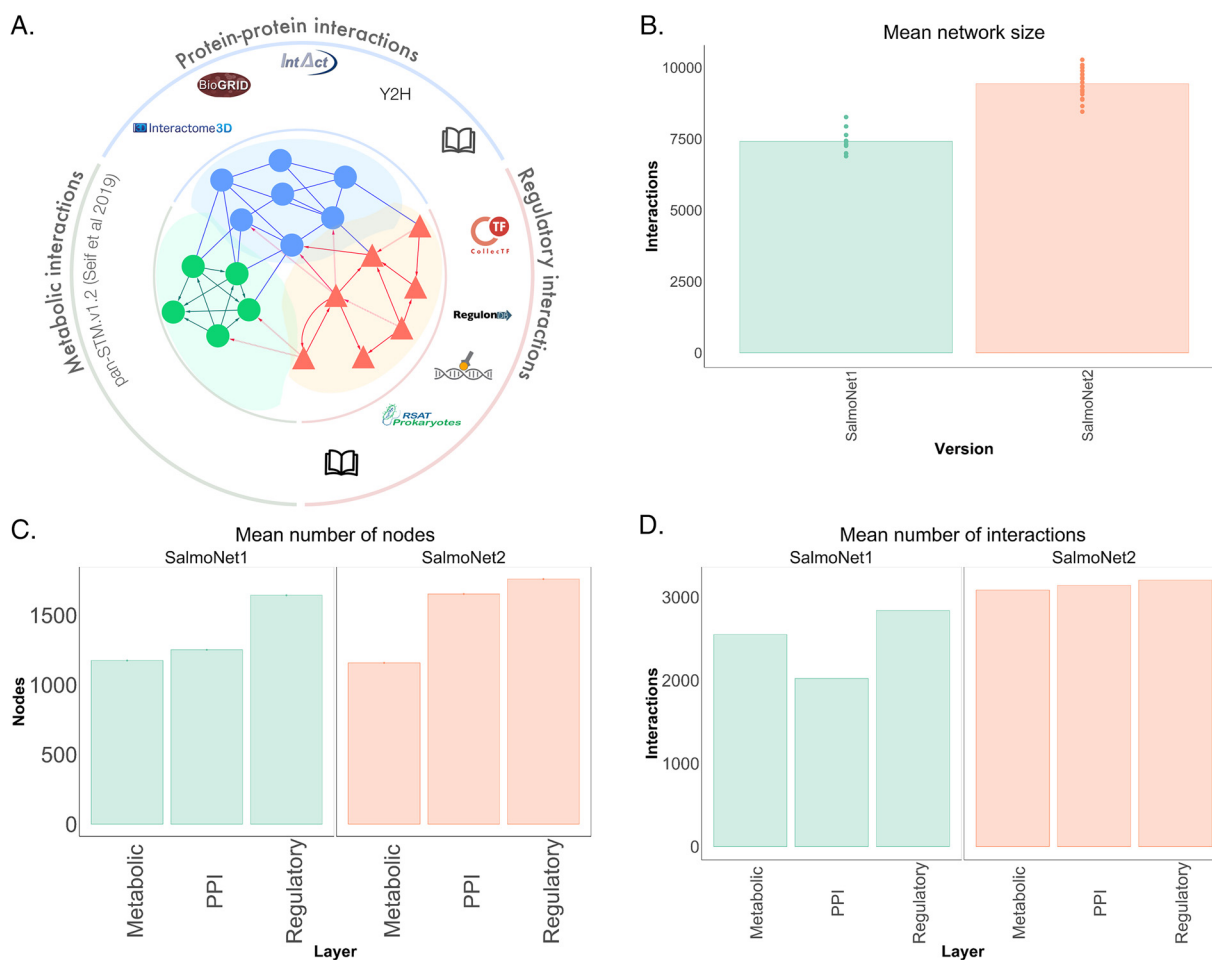 A.
Protein-protein interactions
IntAct
BioGRID
Y2H
Interactome3D
Metabolic interactions
pan-STM.v1.2 (Seif et al 2019)
Regulatory interactions
TF
CollecTF
Regulon
RSAT
Prokaryotes
B.
Mean network size
10000
7500
5000
2500
0
Interactions
SalmoNet1
SalmoNet2
Version
C.
Mean number of nodes
SalmoNet1
SalmoNet2
1500
1000
500
0
Nodes
Metabolic
PPI
Regulatory
Metabolic
PPI
Regulatory
Layer
D.
Mean number of interactions
SalmoNet1
SalmoNet2
3000
2000
1000
0
Interactions
Metabolic
PPI
Regulatory
Metabolic
PPI
Regulatory
Layer